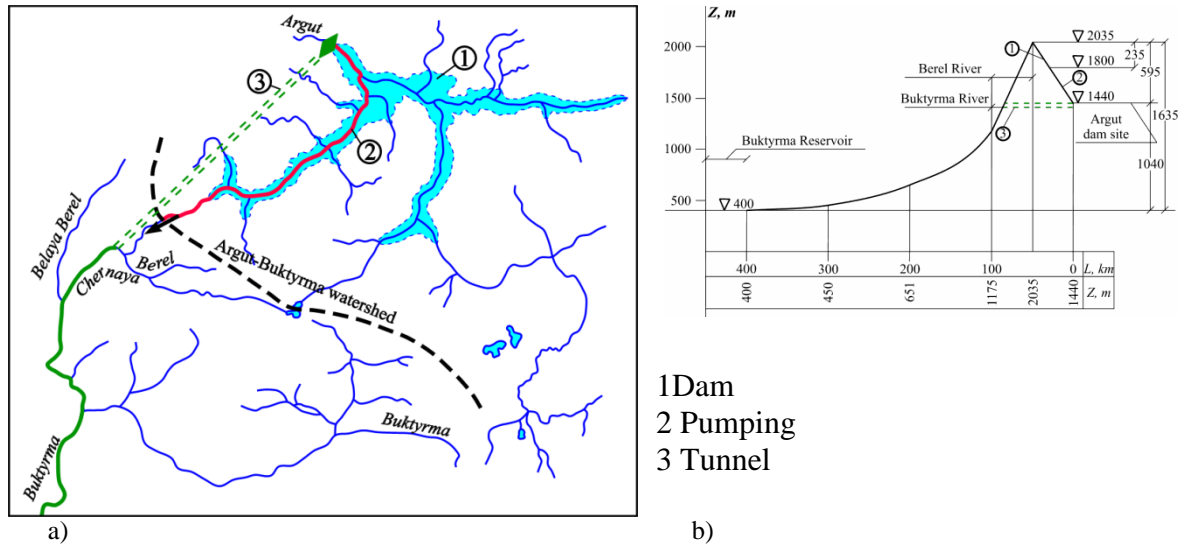 Argut
1
3
2
Belaya Berel
Chernaya
Berel
Argut-Buktyrma watershed
Buktyrma
Buktyrma
a)
Z, m
2000
1500
1000
500
2035
1800
1440
235
595
1635
1040
1
2
3
Berel River
Buktyrma River
Buktyrma Reservoir
Argut
dam site
400
400 300 200 100 0 L, km
400 450 651 1175 2035 1440 Z, m
1Dam
2 Pumping
3 Tunnel
b)